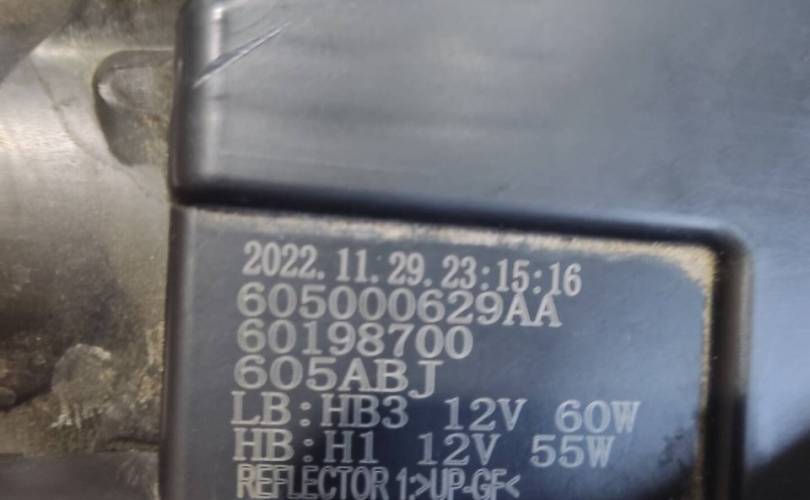 2022.11.29.23:15:16
605000629AA
60198700
605ABJ
LB:HB3 12V 60W
HB:H1 12V 55W
REFLECTOR 1:>UP-GF<